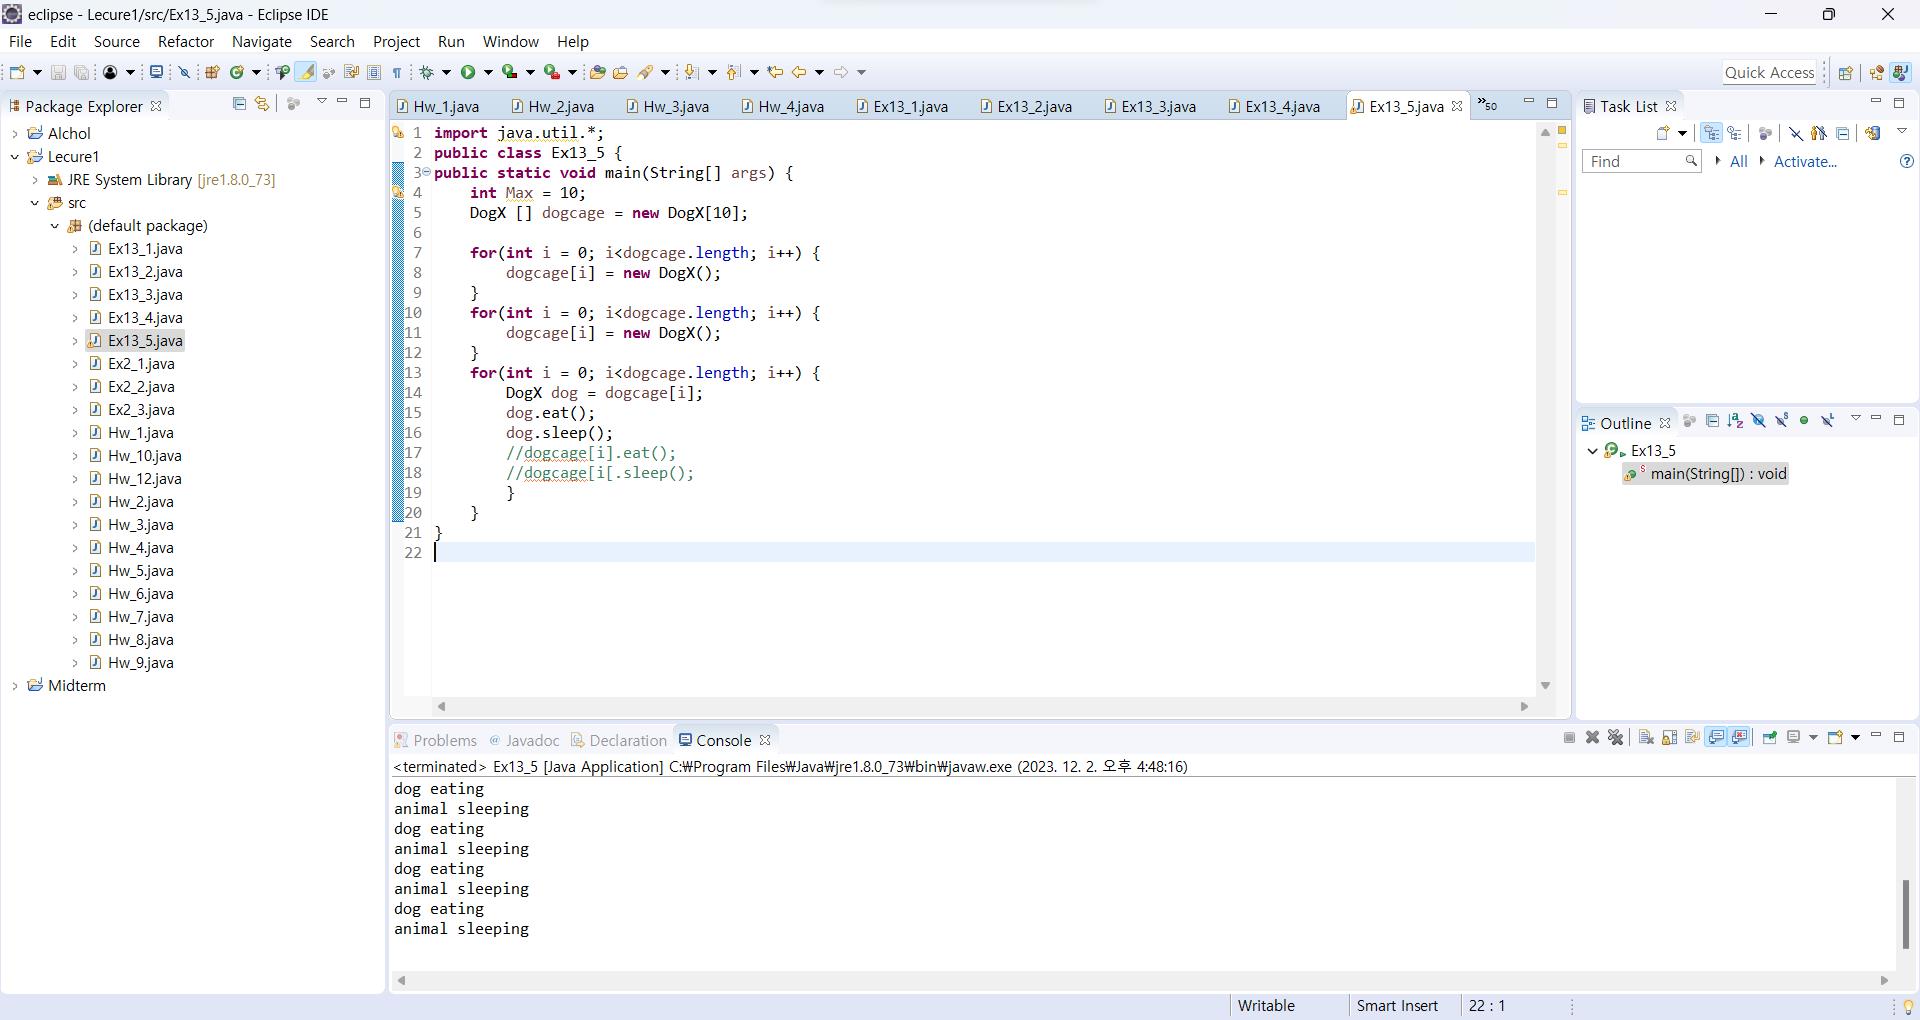 eclipse - Lecure1/src/Ex13_5.java - Eclipse IDE
File Edit Source Refactor Navigate Search Project Run Window Help
Quick Access
Package Explorer
Alchol
Lecure1
JRE System Library [jre1.8.0_73]
src
(default package)
Ex13_1.java
Ex13_2.java
Ex13_3.java
Ex13_4.java
Ex13_5.java
Ex2_1.java
Ex2_2.java
Ex2_3.java
Hw_1.java
Hw_10.java
Hw_12.java
Hw_2.java
Hw_3.java
Hw_4.java
Hw_5.java
Hw_6.java
Hw_7.java
Hw_8.java
Hw_9.java
Midterm
Hw_1.java Hw_2.java Hw_3.java Hw_4.java Ex13_1.java Ex13_2.java Ex13_3.java Ex13_4.java Ex13_5.java »50
1 import java.util.*;
2 public class Ex13_5 {
3 public static void main(String[] args) {
4 int Max = 10;
5 DogX [] dogcage = new DogX[10];
6
7 for(int i = 0; i<dogcage.length; i++) {
8 dogcage[i] = new DogX();
9 }
10 for(int i = 0; i<dogcage.length; i++) {
11 dogcage[i] = new DogX();
12 }
13 for(int i = 0; i<dogcage.length; i++) {
14 DogX dog = dogcage[i];
15 dog.eat();
16 dog.sleep();
17 //dogcage[i].eat();
18 //dogcage[i[.sleep();
19 }
20 }
21 }
22
Task List
Find All Activate...
Outline
Ex13_5
main(String[]) : void
Problems @ Javadoc Declaration Console
<terminated> Ex13_5 [Java Application] C:₩Program Files₩Java₩jre1.8.0_73₩bin₩javaw.exe (2023. 12. 2. 오후 4:48:16)
dog eating
animal sleeping
dog eating
animal sleeping
dog eating
animal sleeping
dog eating
animal sleeping
Writable Smart Insert 22 : 1